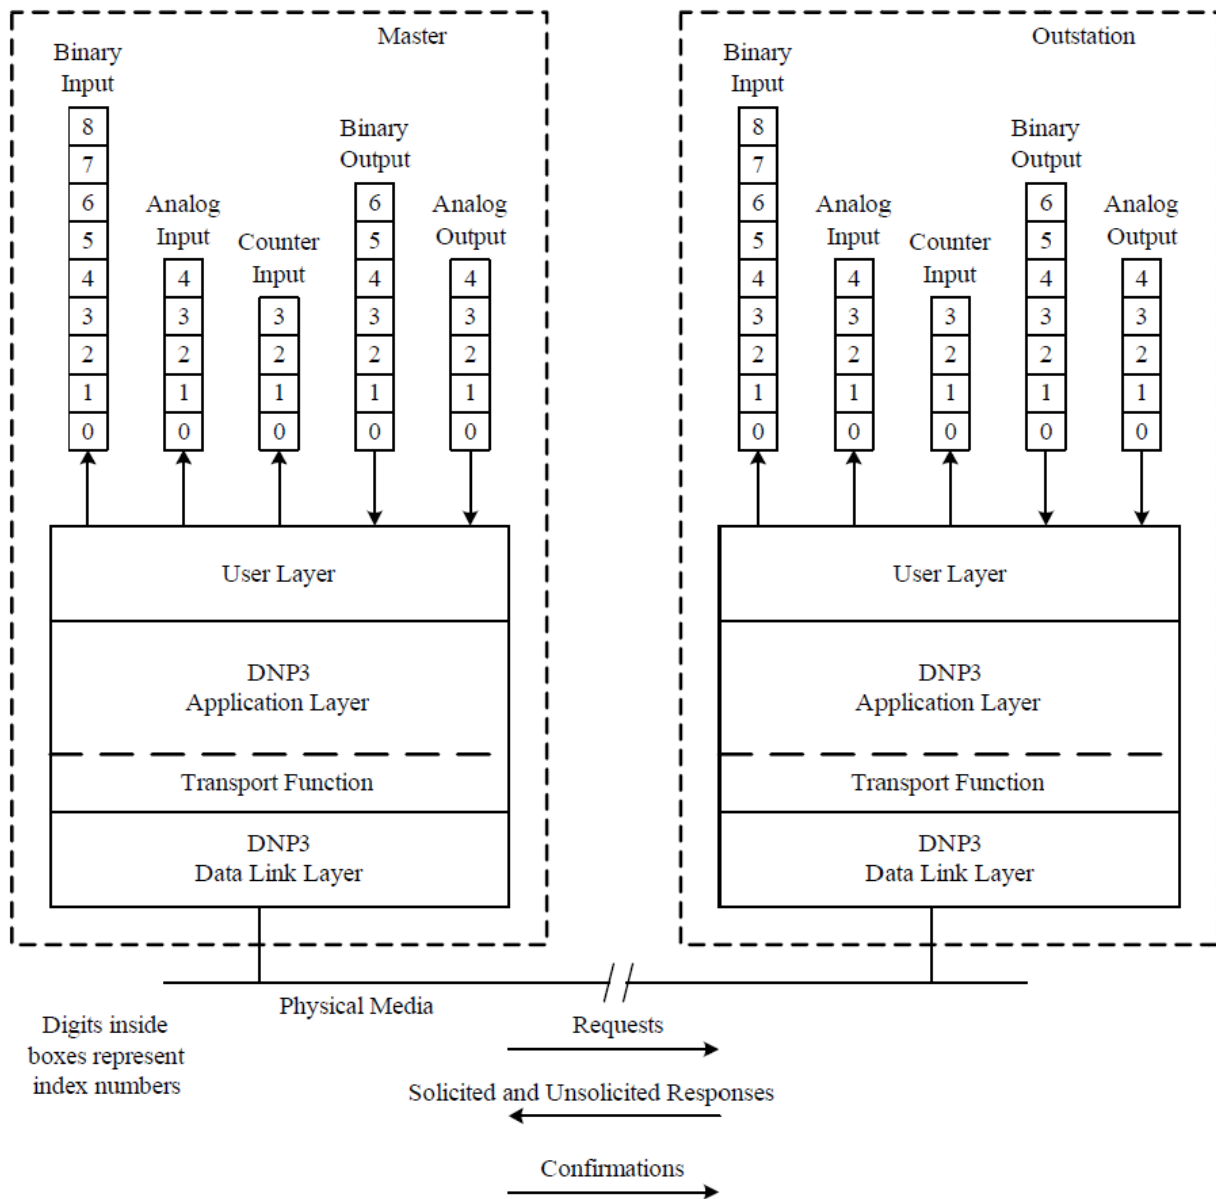 Master
Binary
Input
8
7
6
5
4
3
2
1
0
Analog
Input
4
3
2
1
0
Counter
Input
3
2
1
0
Binary
Output
6
5
4
3
2
1
0
Analog
Output
4
3
2
1
0
User Layer
DNP3
Application Layer
Transport Function
DNP3
Data Link Layer
Outstation
Binary
Input
8
7
6
5
4
3
2
1
0
Analog
Input
4
3
2
1
0
Counter
Input
3
2
1
0
Binary
Output
6
5
4
3
2
1
0
Analog
Output
4
3
2
1
0
User Layer
DNP3
Application Layer
Transport Function
DNP3
Data Link Layer
Physical Media
Digits inside
boxes represent
index numbers
Requests
Solicited and Unsolicited Responses
Confirmations